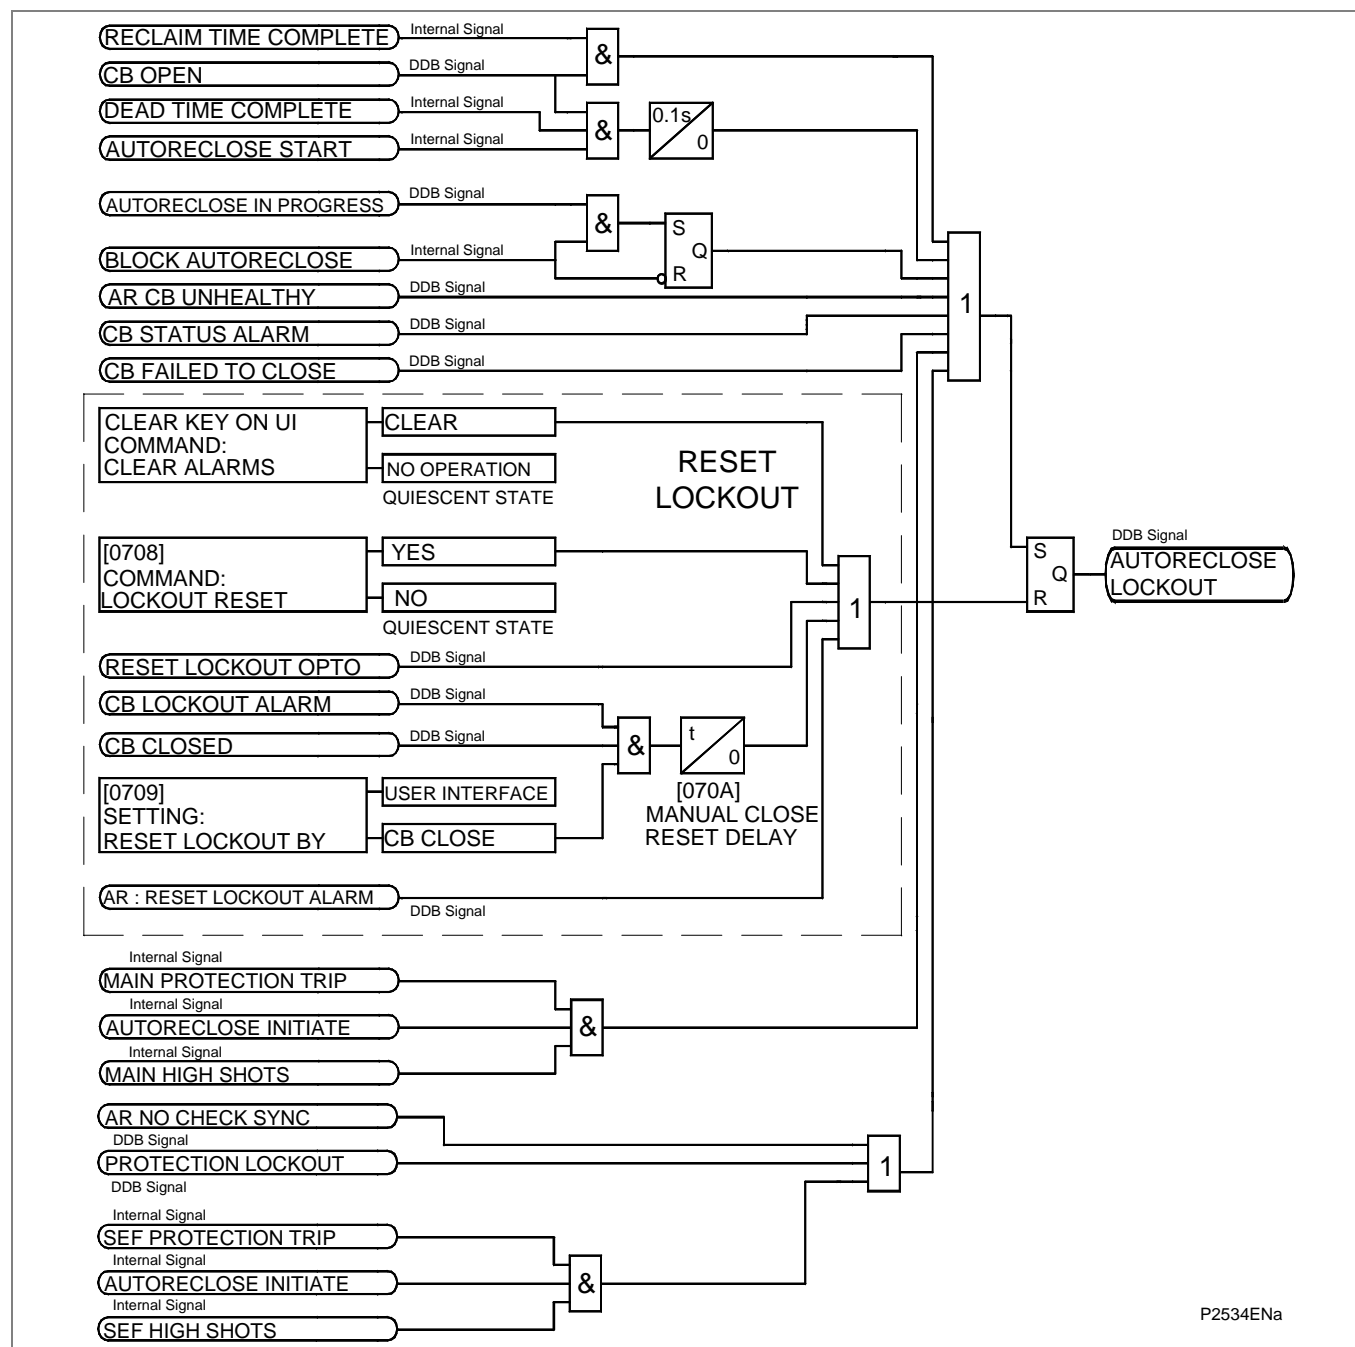 RECLAIM TIME COMPLETE Internal Signal
&
CB OPEN DDB Signal
DEAD TIME COMPLETE Internal Signal
& 0.1s 0
AUTORECLOSE START Internal Signal
AUTORECLOSE IN PROGRESS DDB Signal
& S Q R
BLOCK AUTORECLOSE Internal Signal
AR CB UNHEALTHY DDB Signal
1
CB STATUS ALARM DDB Signal
CB FAILED TO CLOSE DDB Signal
CLEAR KEY ON UI
COMMAND:
CLEAR ALARMS
CLEAR
NO OPERATION
QUIESCENT STATE
RESET
LOCKOUT
[0708]
COMMAND:
LOCKOUT RESET
YES
NO
QUIESCENT STATE
1
S Q R
DDB Signal
AUTORECLOSE
LOCKOUT
RESET LOCKOUT OPTO DDB Signal
CB LOCKOUT ALARM DDB Signal
CB CLOSED DDB Signal
& t 0
[0709]
SETTING:
RESET LOCKOUT BY
USER INTERFACE
CB CLOSE
[070A]
MANUAL CLOSE
RESET DELAY
AR : RESET LOCKOUT ALARM
DDB Signal
Internal Signal
MAIN PROTECTION TRIP
Internal Signal
AUTORECLOSE INITIATE
&
Internal Signal
MAIN HIGH SHOTS
AR NO CHECK SYNC
DDB Signal
PROTECTION LOCKOUT
1
DDB Signal
Internal Signal
SEF PROTECTION TRIP
Internal Signal
AUTORECLOSE INITIATE
&
Internal Signal
SEF HIGH SHOTS
P2534ENa